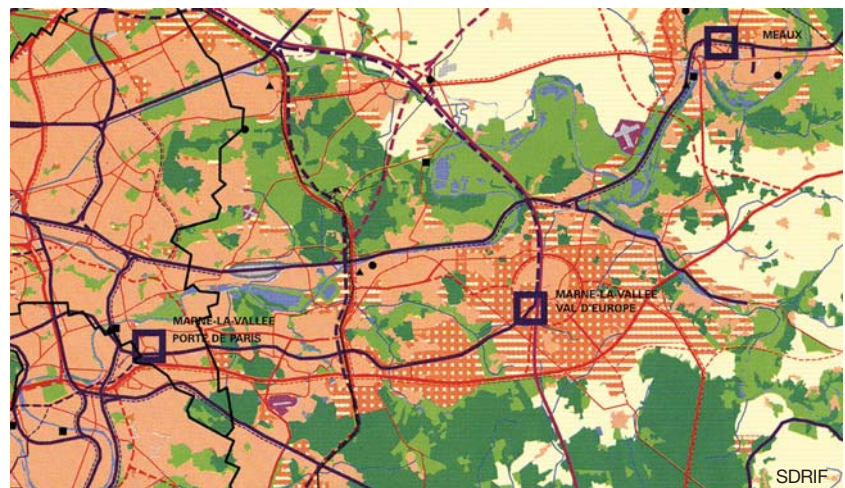 MEAUX
MARNE-LA-VALLEE
VAL D'EUROPE
MARNE-LA-VALLEE
PORTE DE PARIS
SDRIF